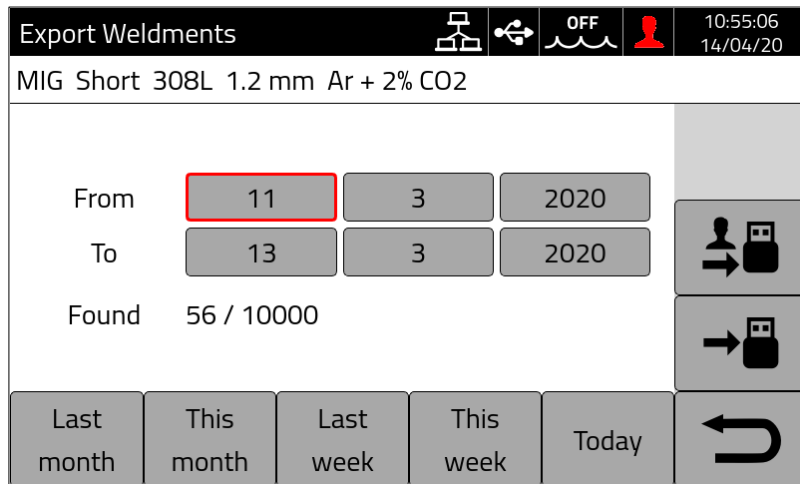 Export Weldments
OFF
10:55:06
14/04/20
MIG Short 308L 1.2 mm Ar + 2% CO2
From 11 3 2020
To 13 3 2020
Found 56 / 10000
Last month
This month
Last week
This week
Today